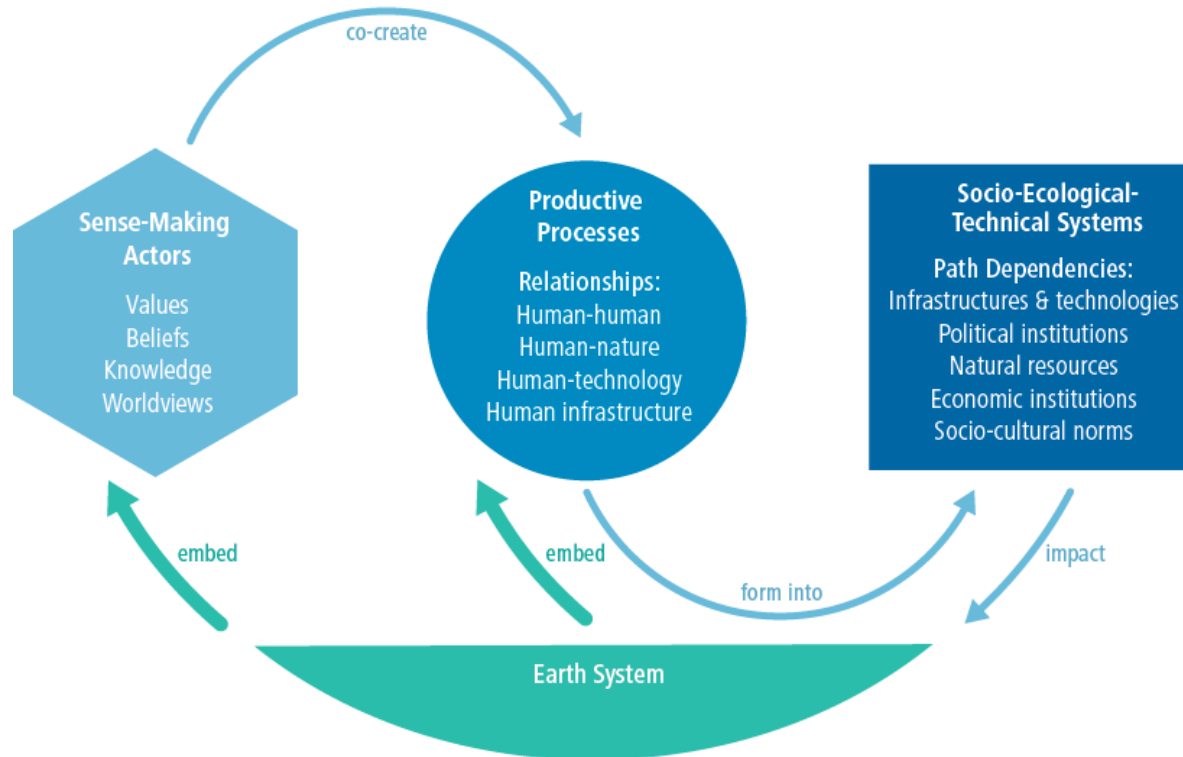 co-create
Sense-Making
Actors
Values
Beliefs
Knowledge
Worldviews
Productive
Processes
Relationships:
Human-human
Human-nature
Human-technology
Human infrastructure
Socio-Ecological-
Technical Systems
Path Dependencies:
Infrastructures & technologies
Political institutions
Natural resources
Economic institutions
Socio-cultural norms
embed
embed
form into
impact
Earth System